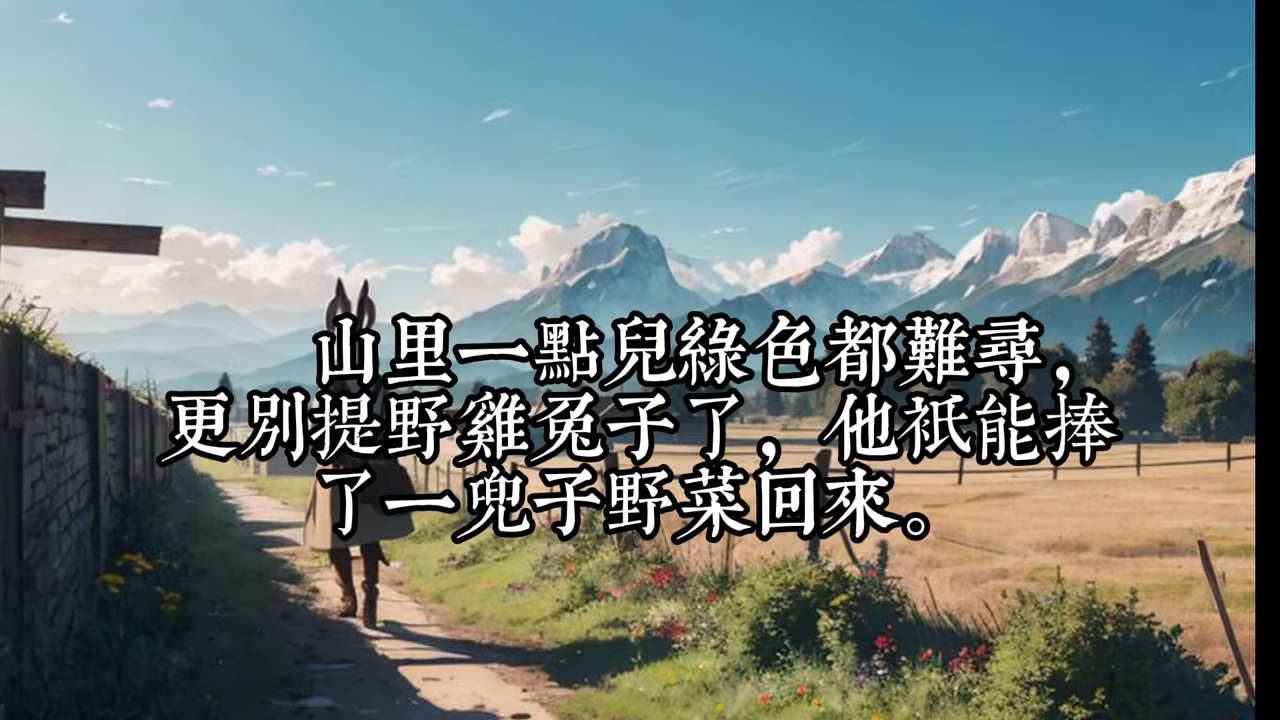 山里一點兒綠色都難尋，
更別提野雞兔子了，他祇能捧
了一兜子野菜回來。